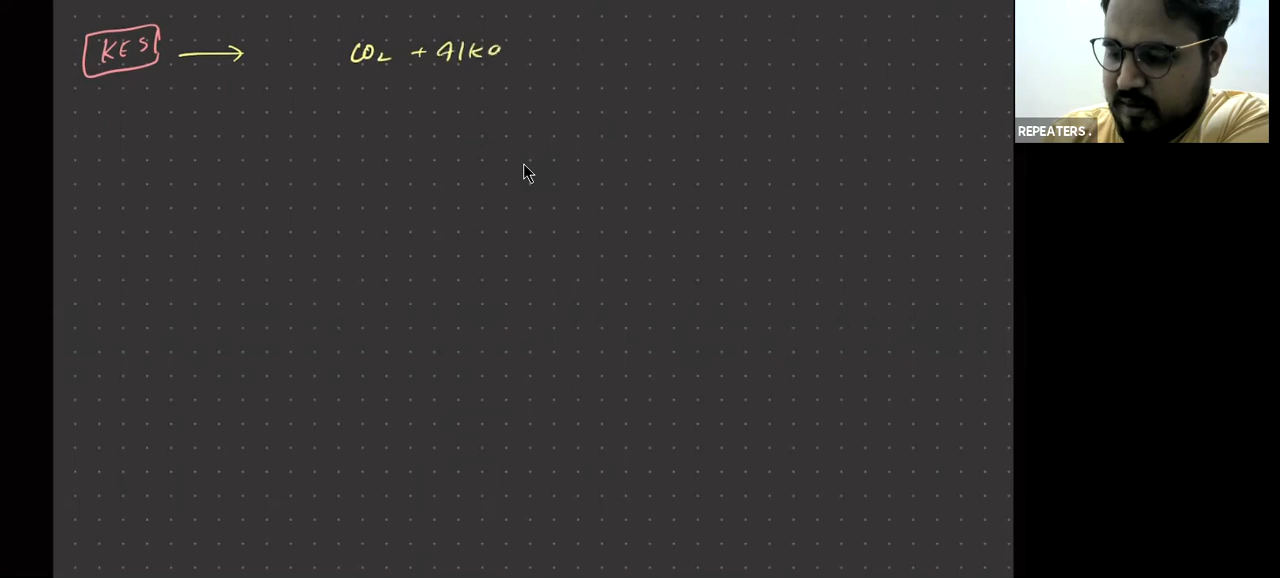 KES → CO₂ + AlKO
REPEATERS.